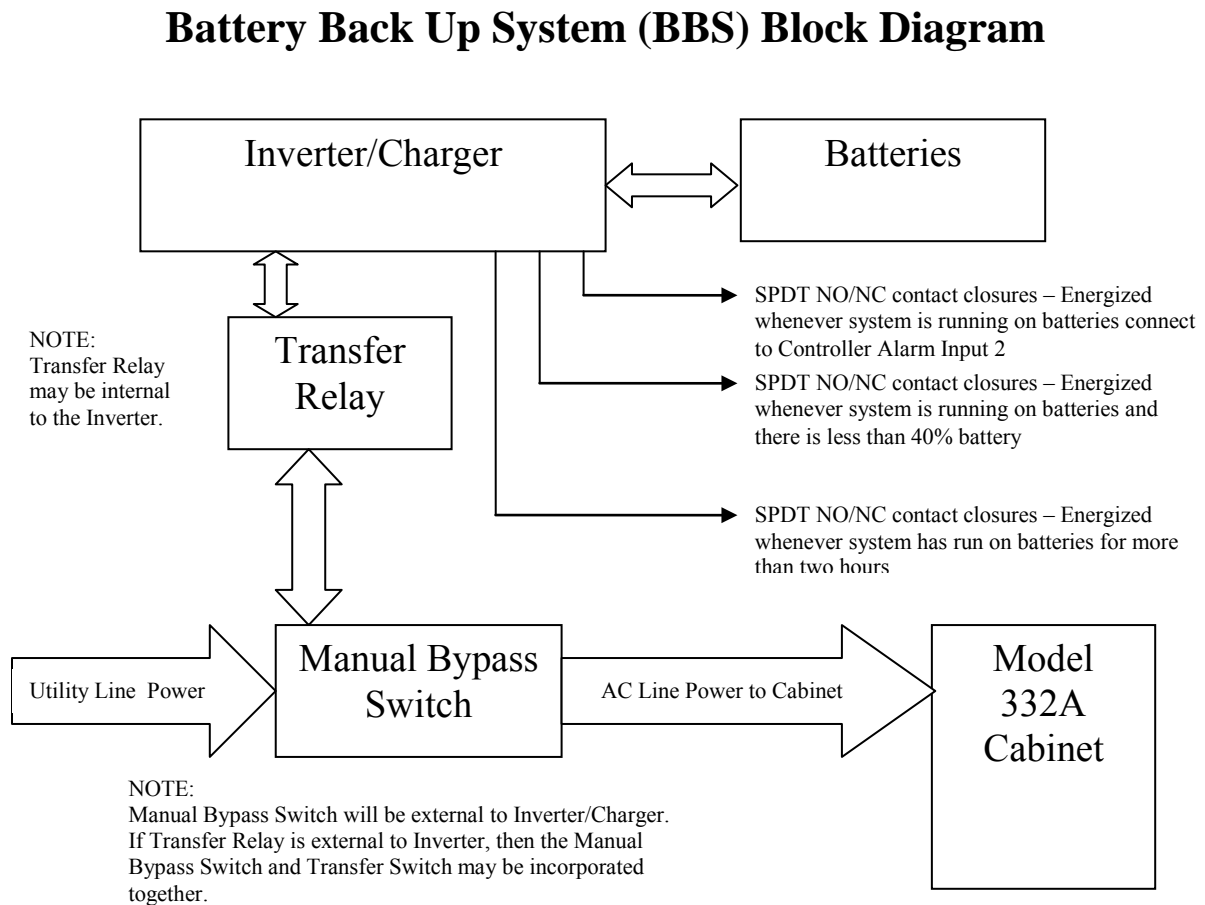 Battery Back Up System (BBS) Block Diagram
Inverter/Charger
Batteries
SPDT NO/NC contact closures – Energized
whenever system is running on batteries connect
to Controller Alarm Input 2
NOTE:
Transfer Relay
may be internal
to the Inverter.
Transfer
Relay
SPDT NO/NC contact closures – Energized
whenever system is running on batteries and
there is less than 40% battery
SPDT NO/NC contact closures – Energized
whenever system has run on batteries for more
than two hours
Utility Line Power
Manual Bypass
Switch
AC Line Power to Cabinet
Model
332A
Cabinet
NOTE:
Manual Bypass Switch will be external to Inverter/Charger.
If Transfer Relay is external to Inverter, then the Manual
Bypass Switch and Transfer Switch may be incorporated
together.